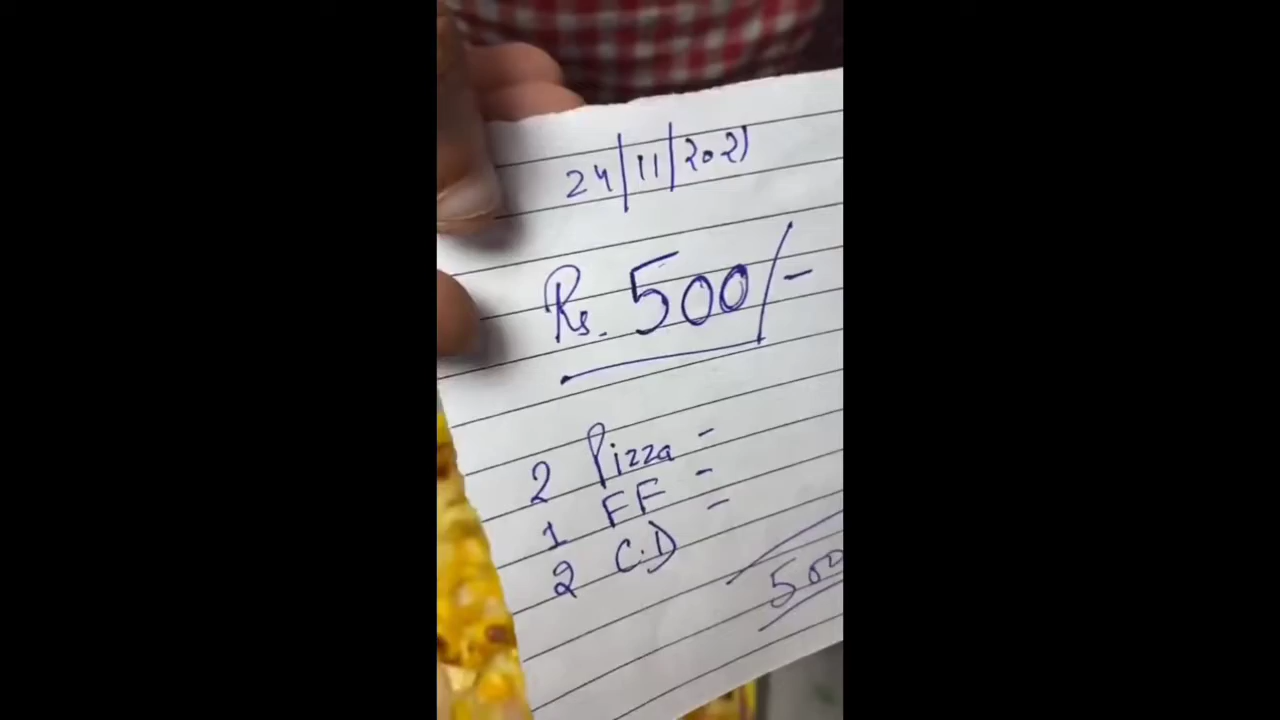 24/11/2021
Rs. 500/-
2 Pizza -
1 FF -
2 C.D -
500